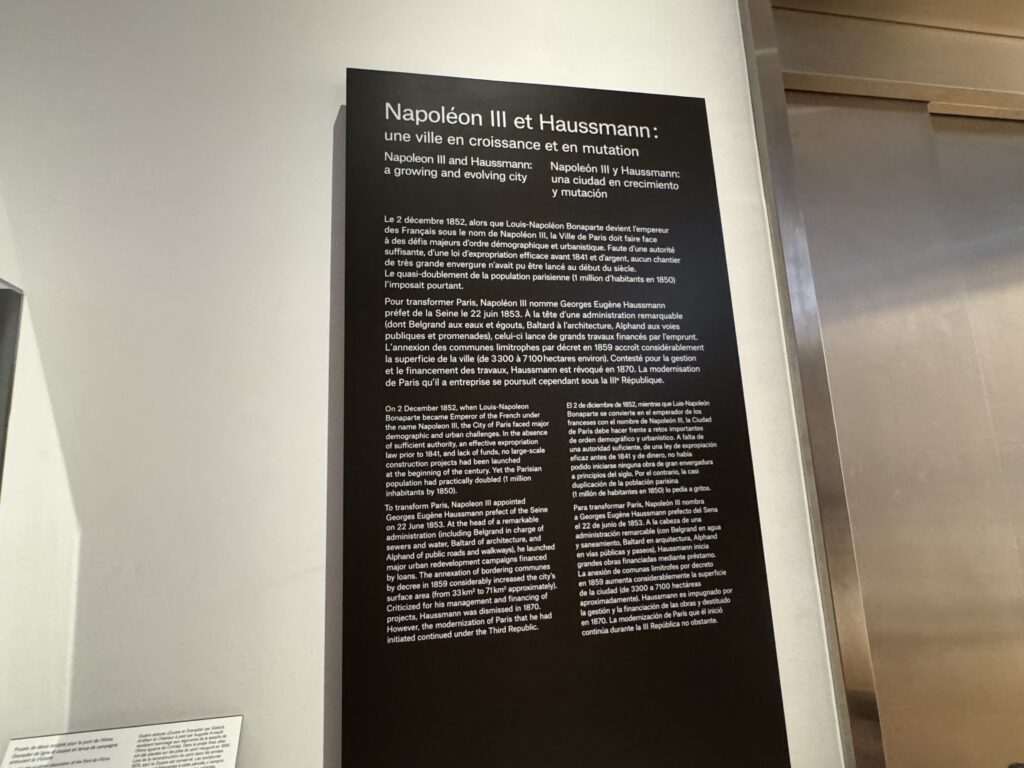 Napoléon III et Haussmann :
une ville en croissance et en mutation
Napoleon III and Haussmann:
a growing and evolving city
Napoleón III y Haussmann:
una ciudad en crecimiento
y mutación
Le 2 décembre 1852, alors que Louis-Napoléon Bonaparte devient l'empereur
des Français sous le nom de Napoléon III, la Ville de Paris doit faire face
à des défis majeurs d'ordre démographique et urbanistique. Faute d'une autorité
suffisante, d'une loi d'expropriation efficace avant 1841 et d'argent, aucun chantier
de très grande envergure n'avait pu être lancé au début du siècle.
Le quasi-doublement de la population parisienne (1 million d'habitants en 1850)
l'imposait pourtant.
Pour transformer Paris, Napoléon III nomme Georges Eugène Haussmann
préfet de la Seine le 22 juin 1853. À la tête d'une administration remarquable
(dont Belgrand aux eaux et égouts, Baltard à l'architecture, Alphand aux voies
publiques et promenades), celui-ci lance de grands travaux financés par l'emprunt.
L'annexion des communes limitrophes par décret en 1859 accroît considérablement
la superficie de la ville (de 3 300 à 7 100 hectares environ). Contesté pour la gestion
et le financement des travaux, Haussmann est révoqué en 1870. La modernisation
de Paris qu'il a entreprise se poursuit cependant sous la IIIe République.
On 2 December 1852, when Louis-Napoleon
Bonaparte became Emperor of the French under
the name Napoleon III, the City of Paris faced major
demographic and urban challenges. In the absence
of sufficient authority, an effective expropriation
law prior to 1841, and lack of funds, no large-scale
construction projects had been launched
at the beginning of the century. Yet the Parisian
population had practically doubled (1 million
inhabitants by 1850).
To transform Paris, Napoleon III appointed
Georges Eugène Haussmann prefect of the Seine
on 22 June 1853. At the head of a remarkable
administration (including Belgrand in charge of
sewers and water, Baltard of architecture, and
Alphand of public roads and walkways), he launched
major urban redevelopment campaigns financed
by loans. The annexation of bordering communes
by decree in 1859 considerably increased the city's
surface area (from 33 km² to 71 km² approximately).
Criticized for his management and financing of
projects, Haussmann was dismissed in 1870.
However, the modernization of Paris that he had
initiated continued under the Third Republic.
El 2 de diciembre de 1852, mientras que Luis-Napoleón
Bonaparte se convierte en el emperador de los
franceses con el nombre de Napoleón III, la Ciudad
de París debe hacer frente a retos importantes
de orden demográfico y urbanístico. A falta de
una autoridad suficiente, de una ley de expropiación
eficaz antes de 1841 y de dinero, no había
podido iniciarse ninguna obra de gran envergadura
a principios del siglo. Por el contrario, la casi
duplicación de la población parisina
(1 millón de habitantes en 1850) lo pedía a gritos.
Para transformar París, Napoleón III nombra
a Georges Eugène Haussmann prefecto del Sena
el 22 de junio de 1853. A la cabeza de una
administración remarcable (con Belgrand en agua
y saneamiento, Baltard en arquitectura, Alphand
en vías públicas y paseos), Haussmann inicia
grandes obras financiadas mediante préstamo.
La anexión de comunas limítrofes por decreto
en 1859 aumenta considerablemente la superficie
de la ciudad (de 3300 a 7100 hectáreas
aproximadamente). Haussmann es impugnado por
la gestión y la financiación de las obras y destituido
en 1870. La modernización de París que él inició
continúa durante la III República no obstante.